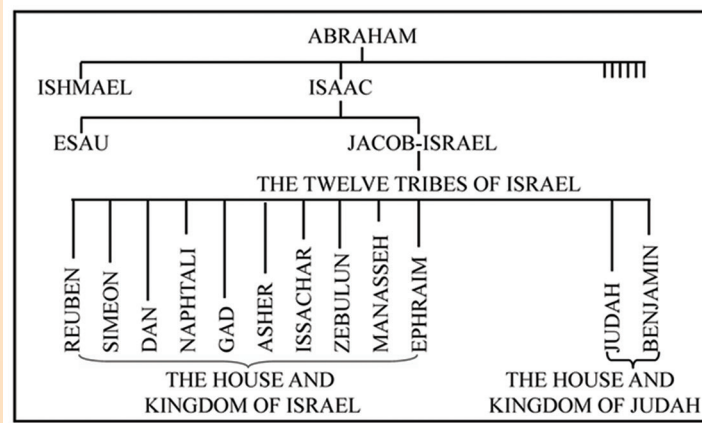 ABRAHAM
ISHMAEL ISAAC
ESAU JACOB-ISRAEL
THE TWELVE TRIBES OF ISRAEL
REUBEN
SIMEON
DAN
NAPHTALI
GAD
ASHER
ISSACHAR
ZEBULUN
MANASSEH
EPHRAIM
JUDAH
BENJAMIN
THE HOUSE AND
KINGDOM OF ISRAEL
THE HOUSE AND
KINGDOM OF JUDAH